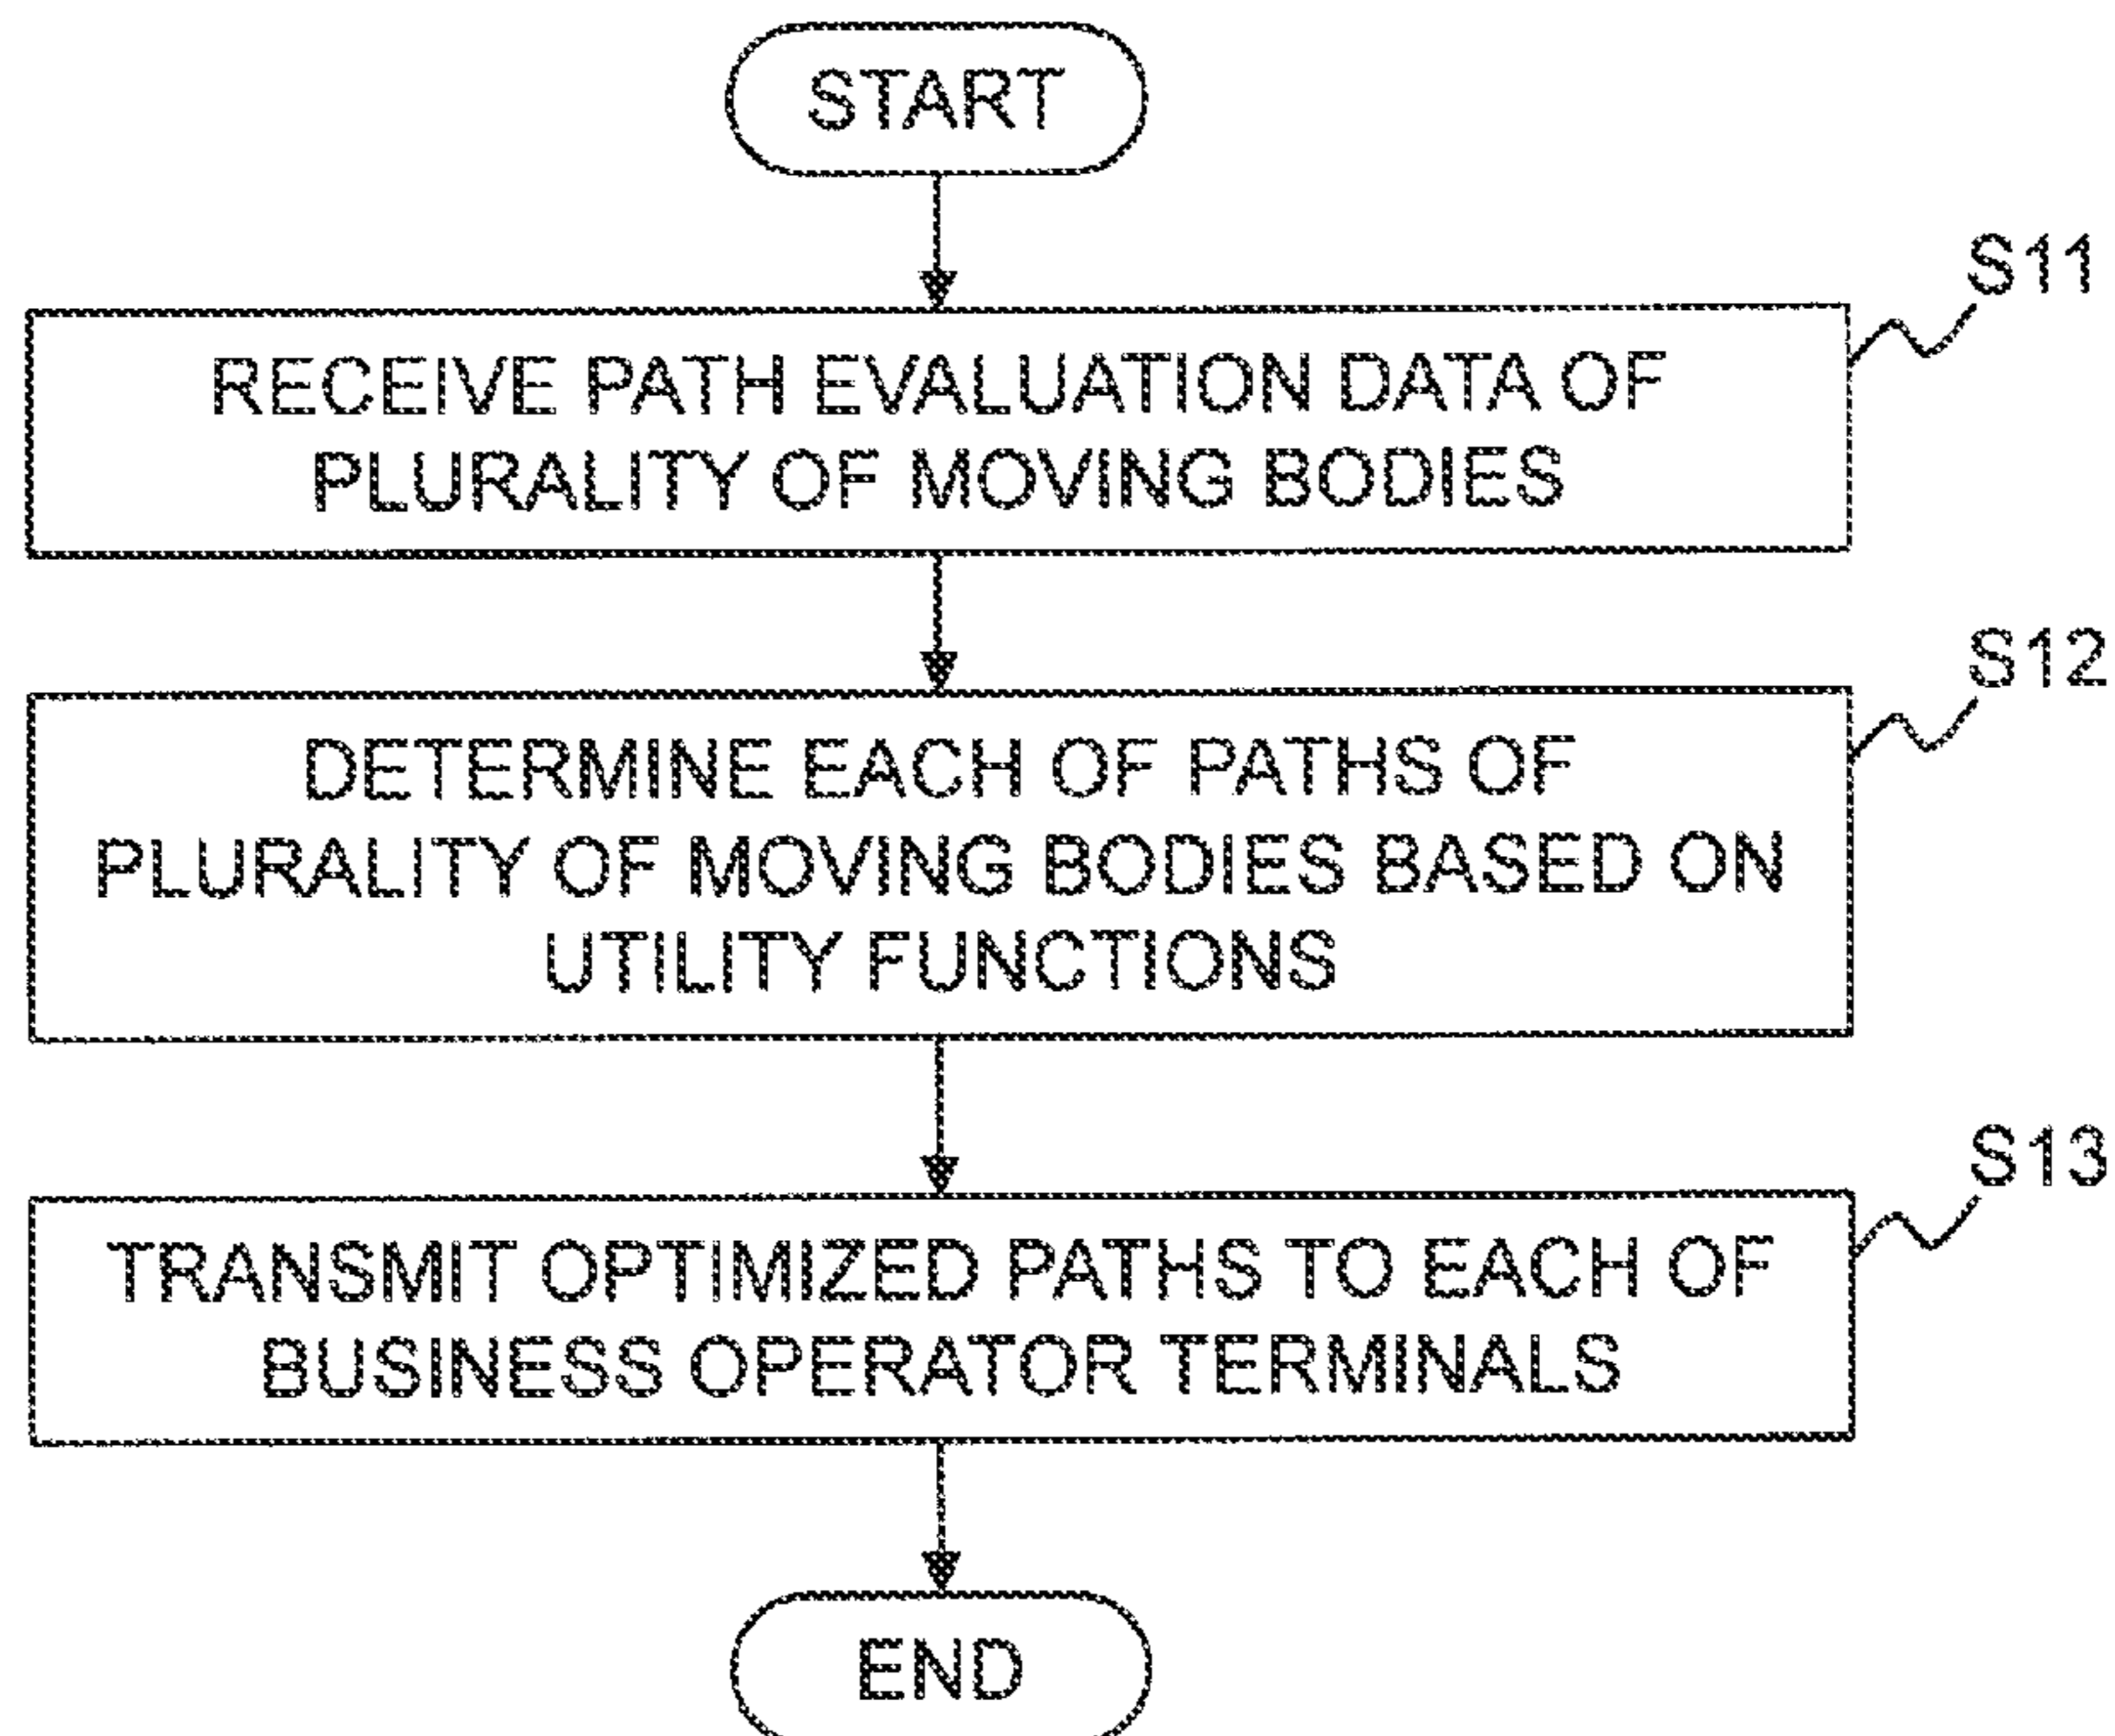 START
S11
RECEIVE PATH EVALUATION DATA OF
PLURALITY OF MOVING BODIES
S12
DETERMINE EACH OF PATHS OF
PLURALITY OF MOVING BODIES BASED ON
UTILITY FUNCTIONS
S13
TRANSMIT OPTIMIZED PATHS TO EACH OF
BUSINESS OPERATOR TERMINALS
END